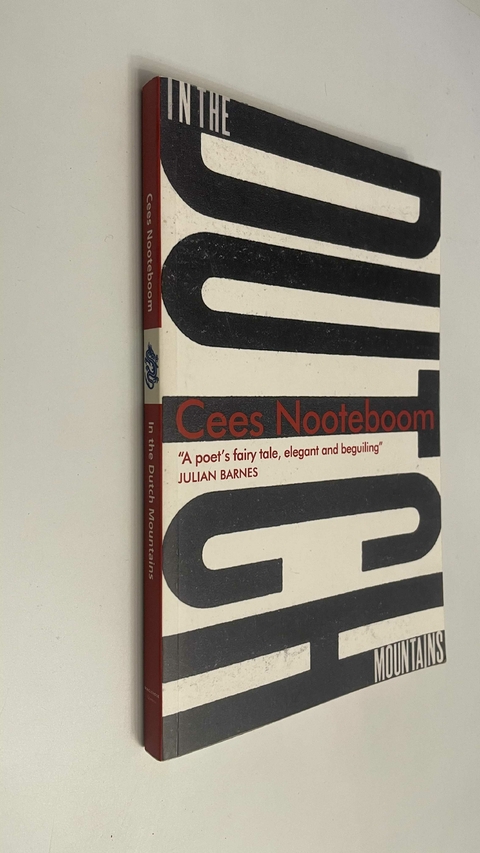 IN THE
DUTCH
Cees Nooteboom
"A poet's fairy tale, elegant and beguiling"
JULIAN BARNES
MOUNTAINS
Cees Nooteboom
In the Dutch Mountains